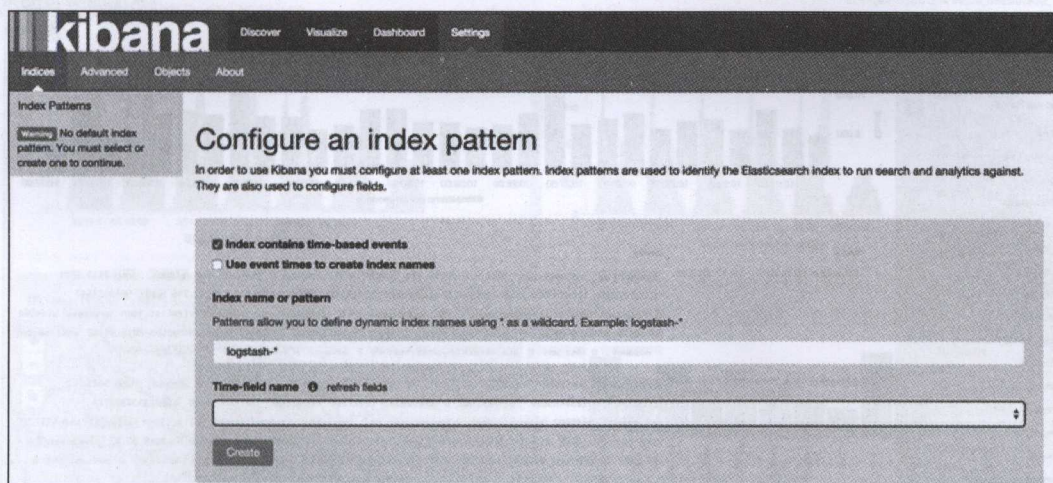 kibana
Discover Visualize Dashboard Settings
Indices Advanced Objects About
Index Patterns
Warning No default index
pattern. You must select or
create one to continue.
Configure an index pattern
In order to use Kibana you must configure at least one index pattern. Index patterns are used to identify the Elasticsearch index to run search and analytics against.
They are also used to configure fields.
Index contains time-based events
Use event times to create index names
Index name or pattern
Patterns allow you to define dynamic index names using * as a wildcard. Example: logstash-*
logstash-*
Time-field name refresh fields
Create